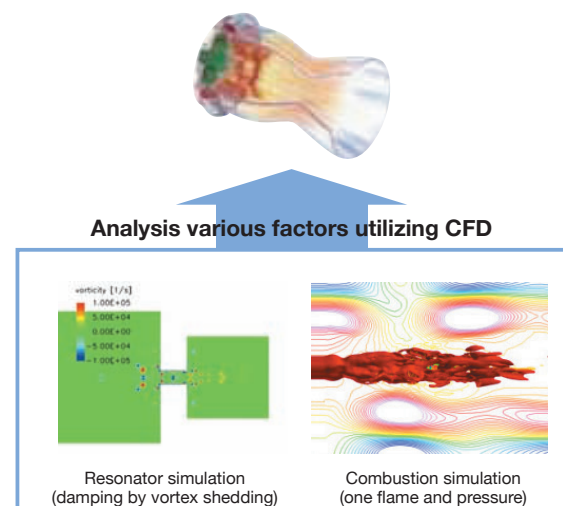 Analysis various factors utilizing CFD
vorticity [1/s]
1.00E+05
5.00E+04
0.00E+00
-5.00E+04
-1.00E+05
Resonator simulation
(damping by vortex shedding)
Combustion simulation
(one flame and pressure)